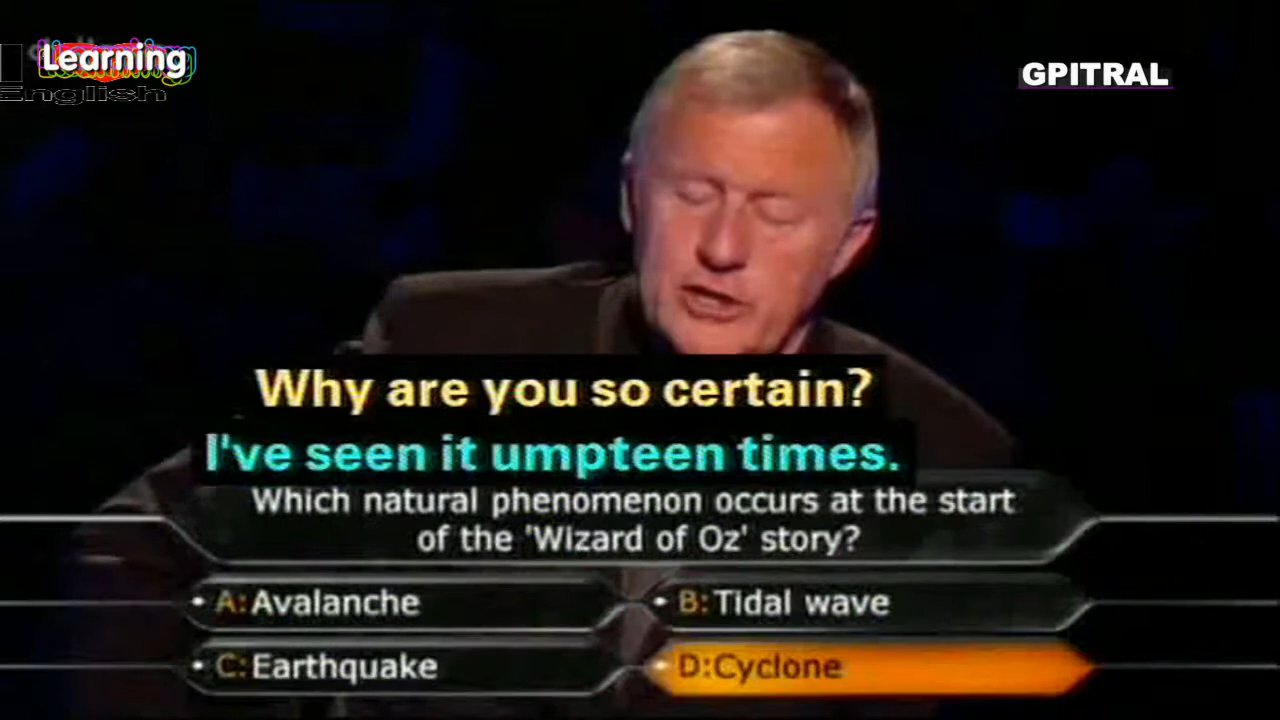 Learning
English
GPITRAL
Why are you so certain?
I've seen it umpteen times.
Which natural phenomenon occurs at the start
of the 'Wizard of Oz' story?
A: Avalanche
B: Tidal wave
C: Earthquake
D: Cyclone